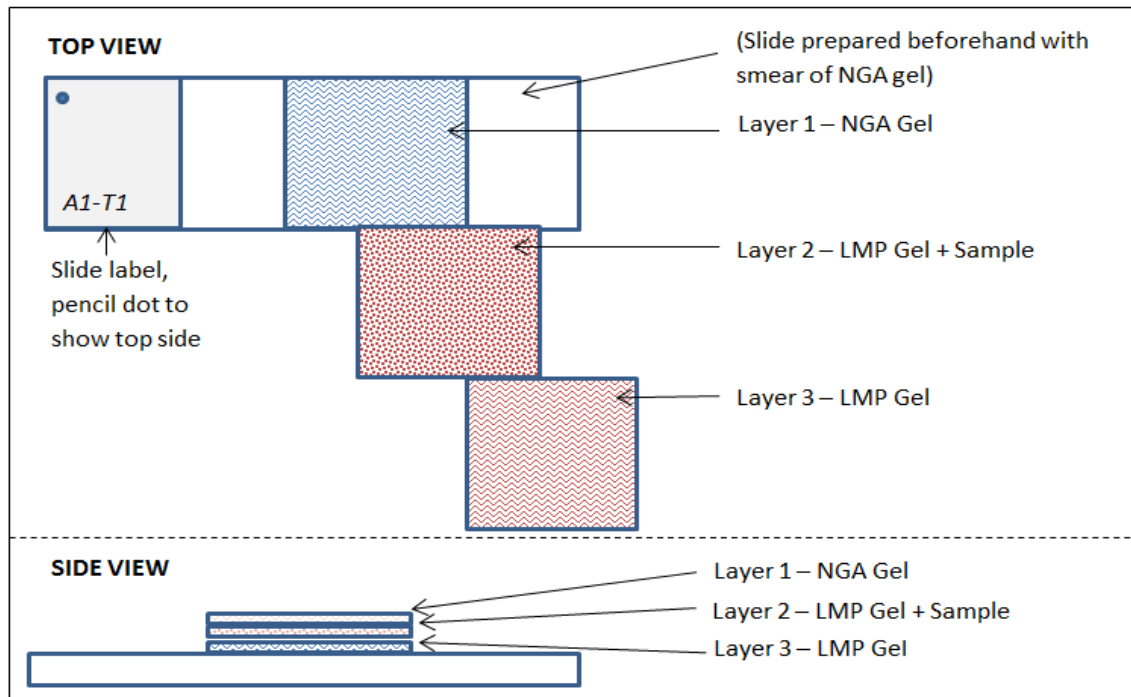 TOP VIEW
(Slide prepared beforehand with
smear of NGA gel)
Layer 1 – NGA Gel
A1-T1
Layer 2 – LMP Gel + Sample
Slide label,
pencil dot to
show top side
Layer 3 – LMP Gel
SIDE VIEW
Layer 1 – NGA Gel
Layer 2 – LMP Gel + Sample
Layer 3 – LMP Gel